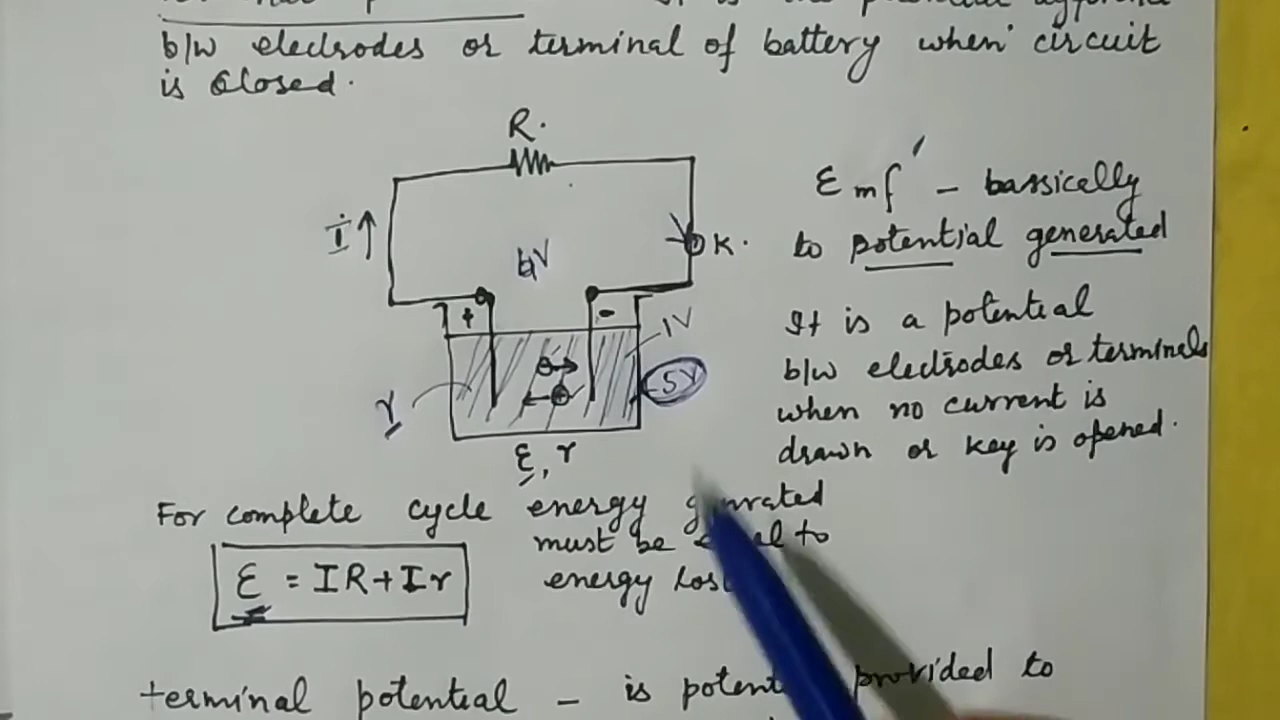 b/w electrodes or terminal of battery when circuit
is closed.
R.
I
K.
6V
+
-
1V
5V
r
ε, r
Emf - bassically
to potential generated
It is a potential
b/w electrodes or terminals
when no current is
drawn or key is opened.
For complete cycle energy
must be to
energy
ε = IR + Ir
terminal potential - is provided to